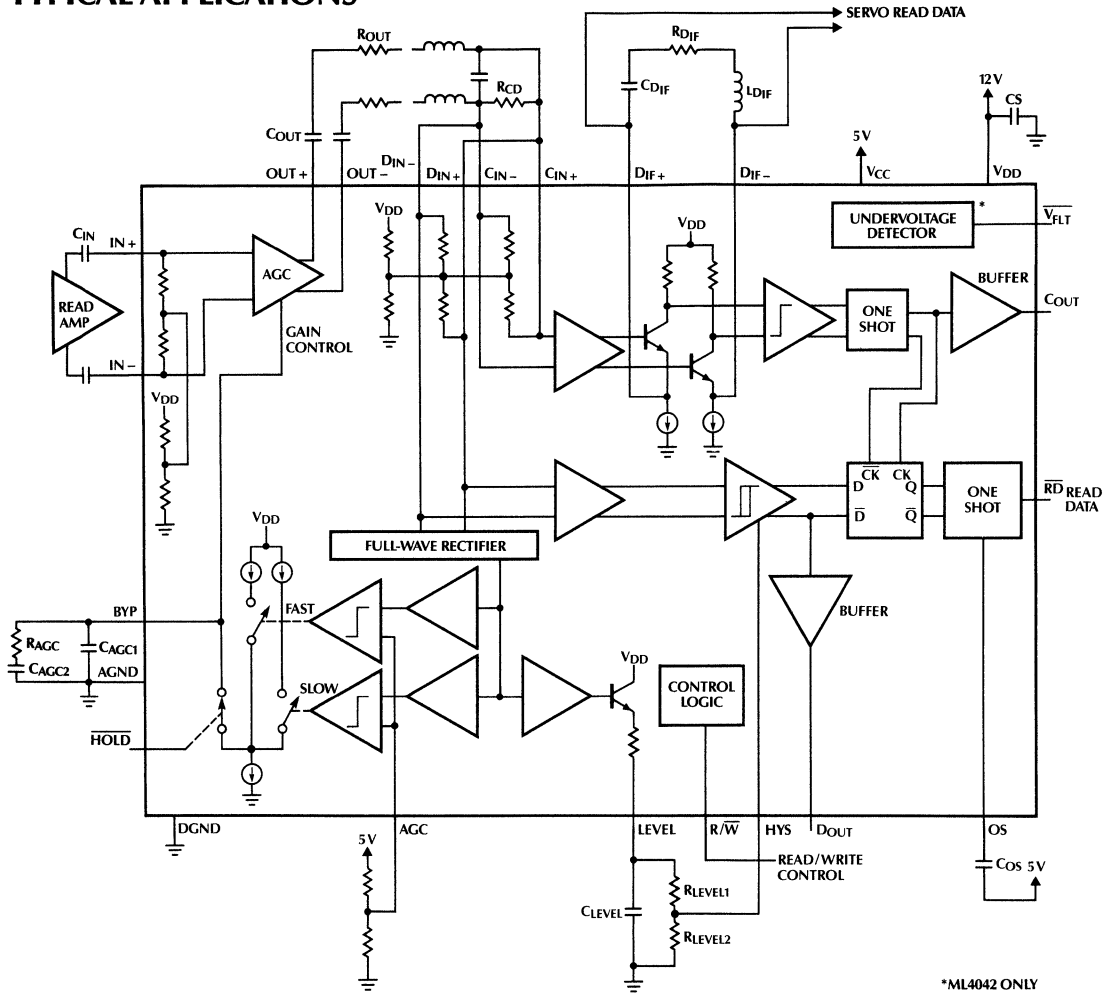 TYPICAL APPLICATIONS
SERVO READ DATA
ROUT
RDIF
CDIF
LDIF
RCD
12V
CS
COUT
5V
OUT+
OUT-
DIN-
DIN+
CIN-
CIN+
DIF+
DIF-
VCC
VDD
CIN
IN+
AGC
VDD
VDD
UNDERVOLTAGE
DETECTOR
*
VFLT
BUFFER
COUT
READ
AMP
GAIN
CONTROL
ONE
SHOT
IN-
VDD
CK
CK
D
Q
D
Q
ONE
SHOT
RD READ
DATA
FULL-WAVE RECTIFIER
VDD
BYP
FAST
BUFFER
RAGC
CAGC1
CAGC2
AGND
SLOW
VDD
CONTROL
LOGIC
HOLD
DGND
AGC
LEVEL
R/W
HYS
DOUT
OS
5V
READ/WRITE
CONTROL
COS
5V
RLEVEL1
CLEVEL
RLEVEL2
*ML4042 ONLY